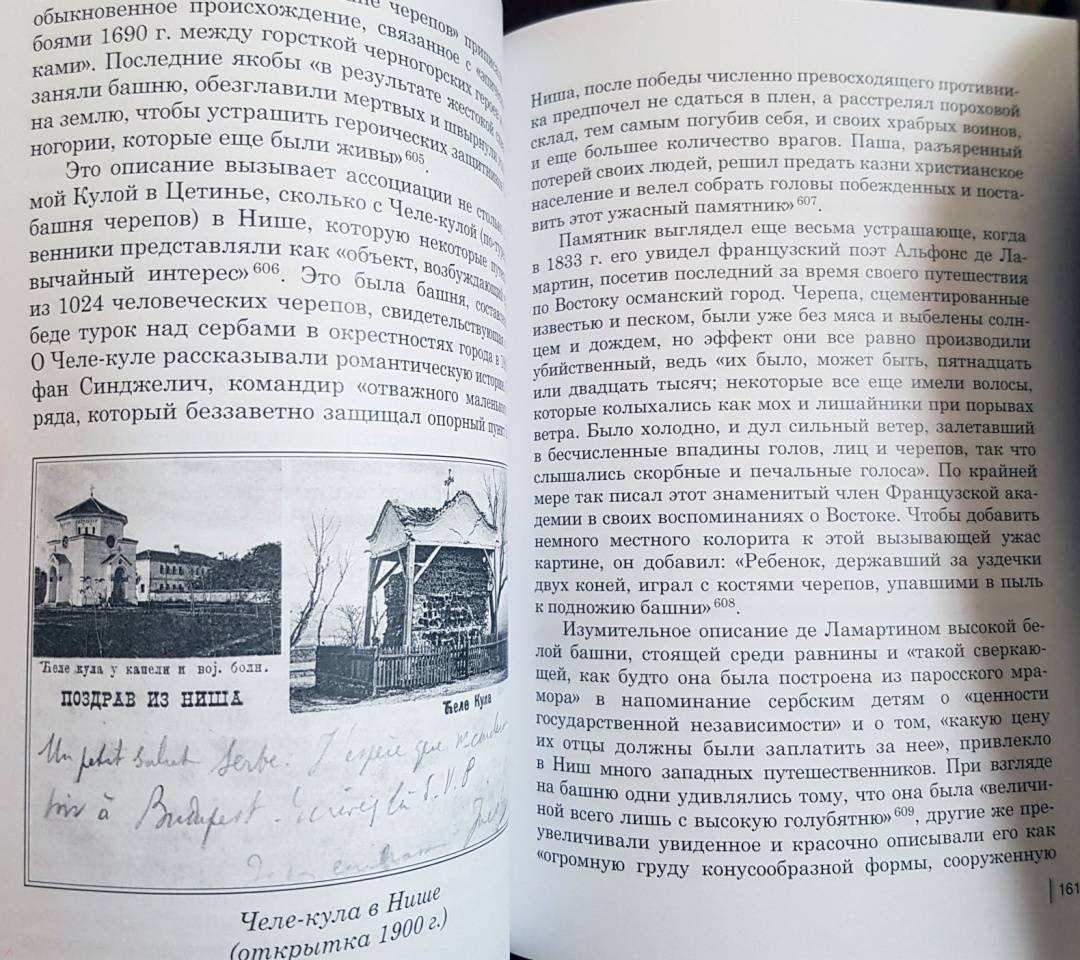 черепов»
обыкновенное происхождение, связанное с
боями 1690 г. между горсткой черногорских героев
ками». Последние якобы «в результате жестокой
заняли башню, обезглавили мертвых и швырнули
на землю, чтобы устрашить героических защитников
ногории, которые еще были живы»605.
Это описание вызывает ассоциации не столько
мой Кулой в Цетинье, сколько с Челе-кулой
башня черепов) в Нише, которую некоторые
венники представляли как «объект, возбуждающий
вычайный интерес»606. Это была башня,
из 1024 человеческих черепов,
беде турок над сербами в окрестностях города в
О Челе-куле рассказывали романтическую
фан Синджелич, командир «отважного
ряда, который беззаветно защищал опорный пункт
Ћеле кула у капели и вој. болн.
ПОЗДРАВ ИЗ НИША
Ћеле Кула
Un petit salut Serbe. J'espère que
à Budapest. S.V.P
Челе-кула в Нише
(открытка 1900 г.)
Ниша, после победы численно превосходящего противни-
ка предпочел не сдаться в плен, а расстрелял пороховой
склад, тем самым погубив себя, и своих храбрых воинов,
и еще большее количество врагов. Паша, разъяренный
потерей своих людей, решил предать казни христианское
население и велел собрать головы побежденных и поста-
вить этот ужасный памятник»607.
Памятник выглядел еще весьма устрашающе, когда
в 1833 г. его увидел французский поэт Альфонс де Ла-
мартин, посетив последний за время своего путешествия
по Востоку османский город. Черепа, сцементированные
известью и песком, были уже без мяса и выбелены солн-
цем и дождем, но эффект они все равно производили
убийственный, ведь «их было, может быть, пятнадцать
или двадцать тысяч; некоторые все еще имели волосы,
которые колыхались как мох и лишайники при порывах
ветра. Было холодно, и дул сильный ветер, залетавший
в бесчисленные впадины голов, лиц и черепов, так что
слышались скорбные и печальные голоса». По крайней
мере так писал этот знаменитый член Французской ака-
демии в своих воспоминаниях о Востоке. Чтобы добавить
немного местного колорита к этой вызывающей ужас
картине, он добавил: «Ребенок, державший за уздечки
двух коней, играл с костями черепов, упавшими в пыль
к подножию башни»608.
Изумительное описание де Ламартином высокой бе-
лой башни, стоящей среди равнины и «такой сверкаю-
щей, как будто она была построена из паросского мра-
мора» в напоминание сербским детям о «ценности
государственной независимости» и о том, «какую цену
их отцы должны были заплатить за нее», привлекло
в Ниш много западных путешественников. При взгляде
на башню одни удивлялись тому, что она была «величи-
ной всего лишь с высокую голубятню»609, другие же пре-
увеличивали увиденное и красочно описывали его как
«огромную груду конусообразной формы, сооруженную
161